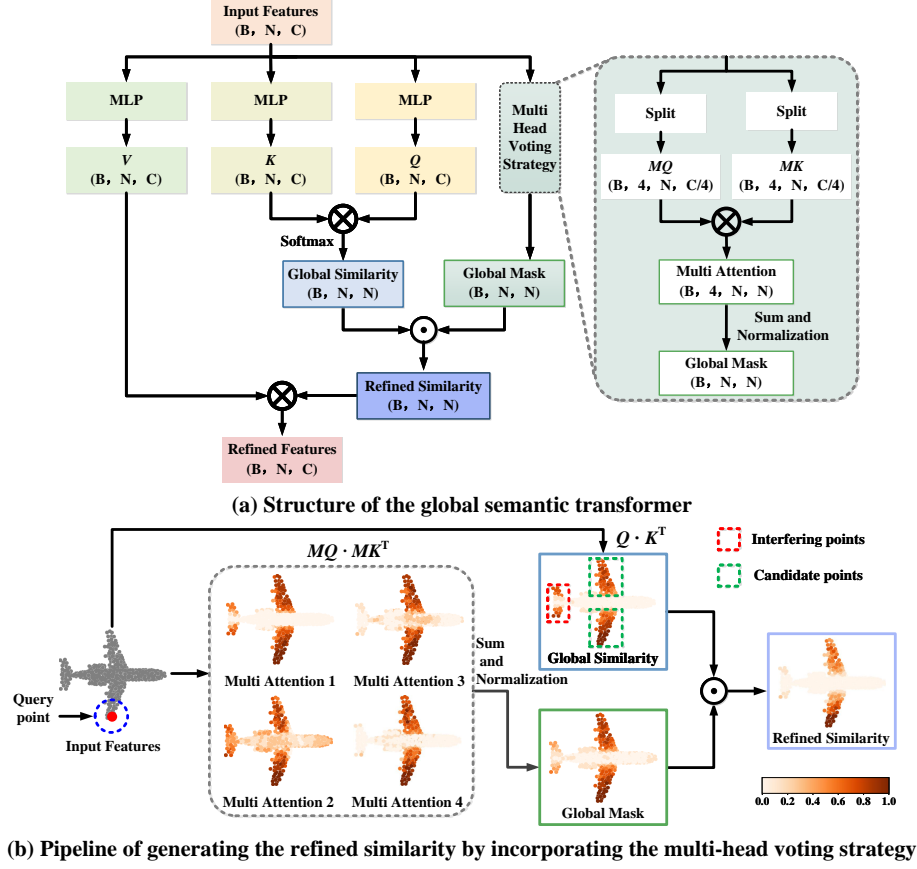 Input Features
(B, N, C)
MLP
MLP
MLP
Multi
Head
Voting
Strategy
V
(B, N, C)
K
(B, N, C)
Q
(B, N, C)
Softmax
Global Similarity
(B, N, N)
Global Mask
(B, N, N)
Refined Similarity
(B, N, N)
Refined Features
(B, N, C)
Split
Split
MQ
(B, 4, N, C/4)
MK
(B, 4, N, C/4)
Multi Attention
(B, 4, N, N)
Sum and
Normalization
Global Mask
(B, N, N)
(a) Structure of the global semantic transformer
MQ · MKᵀ
Q · Kᵀ
Interfering points
Candidate points
Query
point
Input Features
Multi Attention 1
Multi Attention 3
Multi Attention 2
Multi Attention 4
Sum
and
Normalization
Global Similarity
Global Mask
Refined Similarity
0.0 0.2 0.4 0.6 0.8 1.0
(b) Pipeline of generating the refined similarity by incorporating the multi-head voting strategy